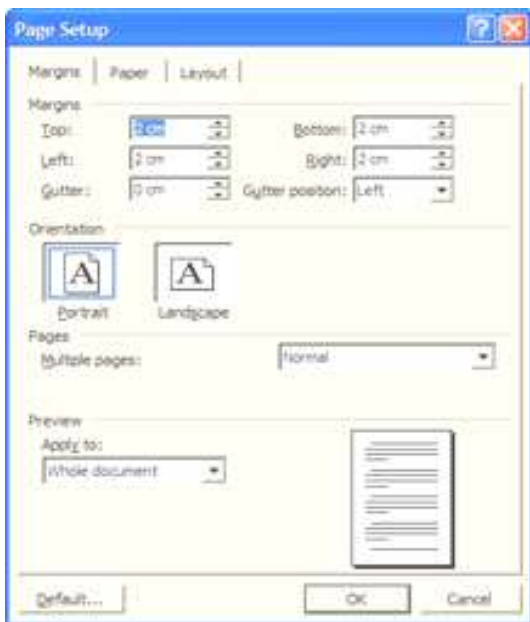 Page Setup
Margins Paper Layout
Margins
Top: 2 cm Bottom: 2 cm
Left: 2 cm Right: 2 cm
Gutter: 0 cm Gutter position: Left
Orientation
A A
Portrait Landscape
Pages
Multiple pages: Normal
Preview
Apply to:
Whole document
Default... OK Cancel